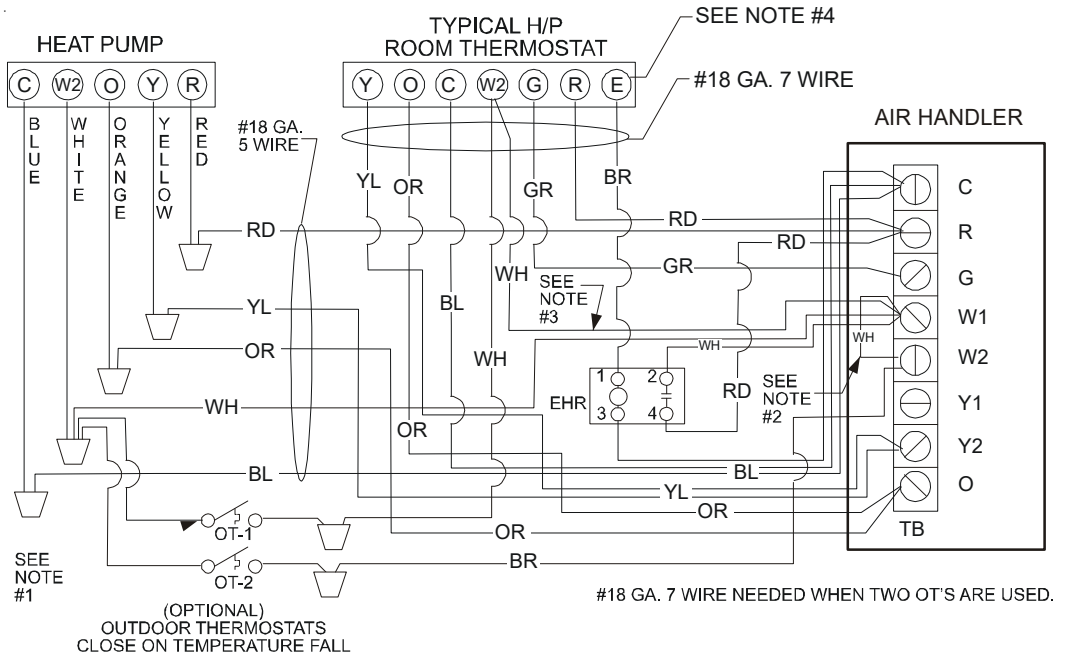 TYPICAL H/P
ROOM THERMOSTAT
SEE NOTE #4
HEAT PUMP
C W2 O Y R
Y O C W2 G R E
#18 GA. 7 WIRE
AIR HANDLER
BLUE
WHITE
ORANGE
YELLOW
RED
#18 GA.
5 WIRE
YL
OR
GR
BR
C
RD
RD
RD
R
WH
GR
G
SEE
NOTE
#3
YL
BL
W1
WH
WH
OR
WH
W2
1 2
EHR
3 4
RD
SEE
NOTE
#2
WH
Y1
OR
Y2
BL
BL
YL
O
OR
OT-1
OR
TB
SEE
NOTE
#1
OT-2
BR
#18 GA. 7 WIRE NEEDED WHEN TWO OT'S ARE USED.
(OPTIONAL)
OUTDOOR THERMOSTATS
CLOSE ON TEMPERATURE FALL